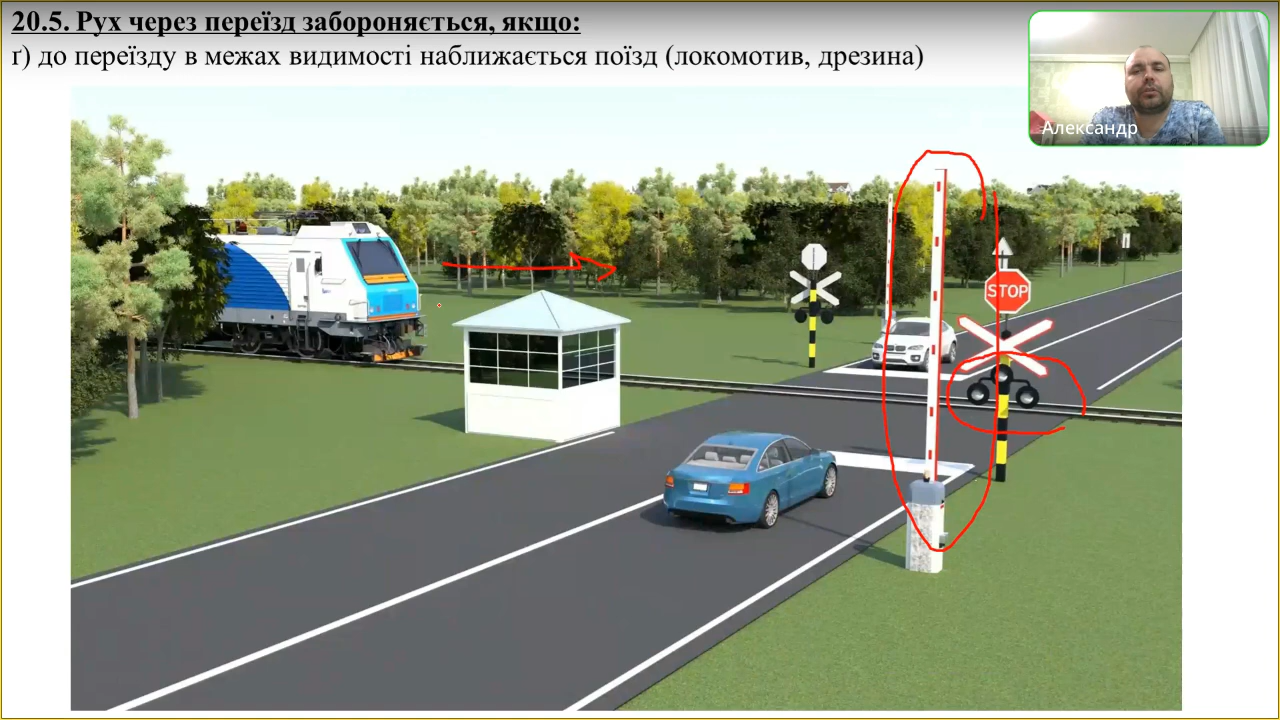 20.5. Рух через переїзд забороняється, якщо:
ґ) до переїзду в межах видимості наближається поїзд (локомотив, дрезина)
Александр
STOP